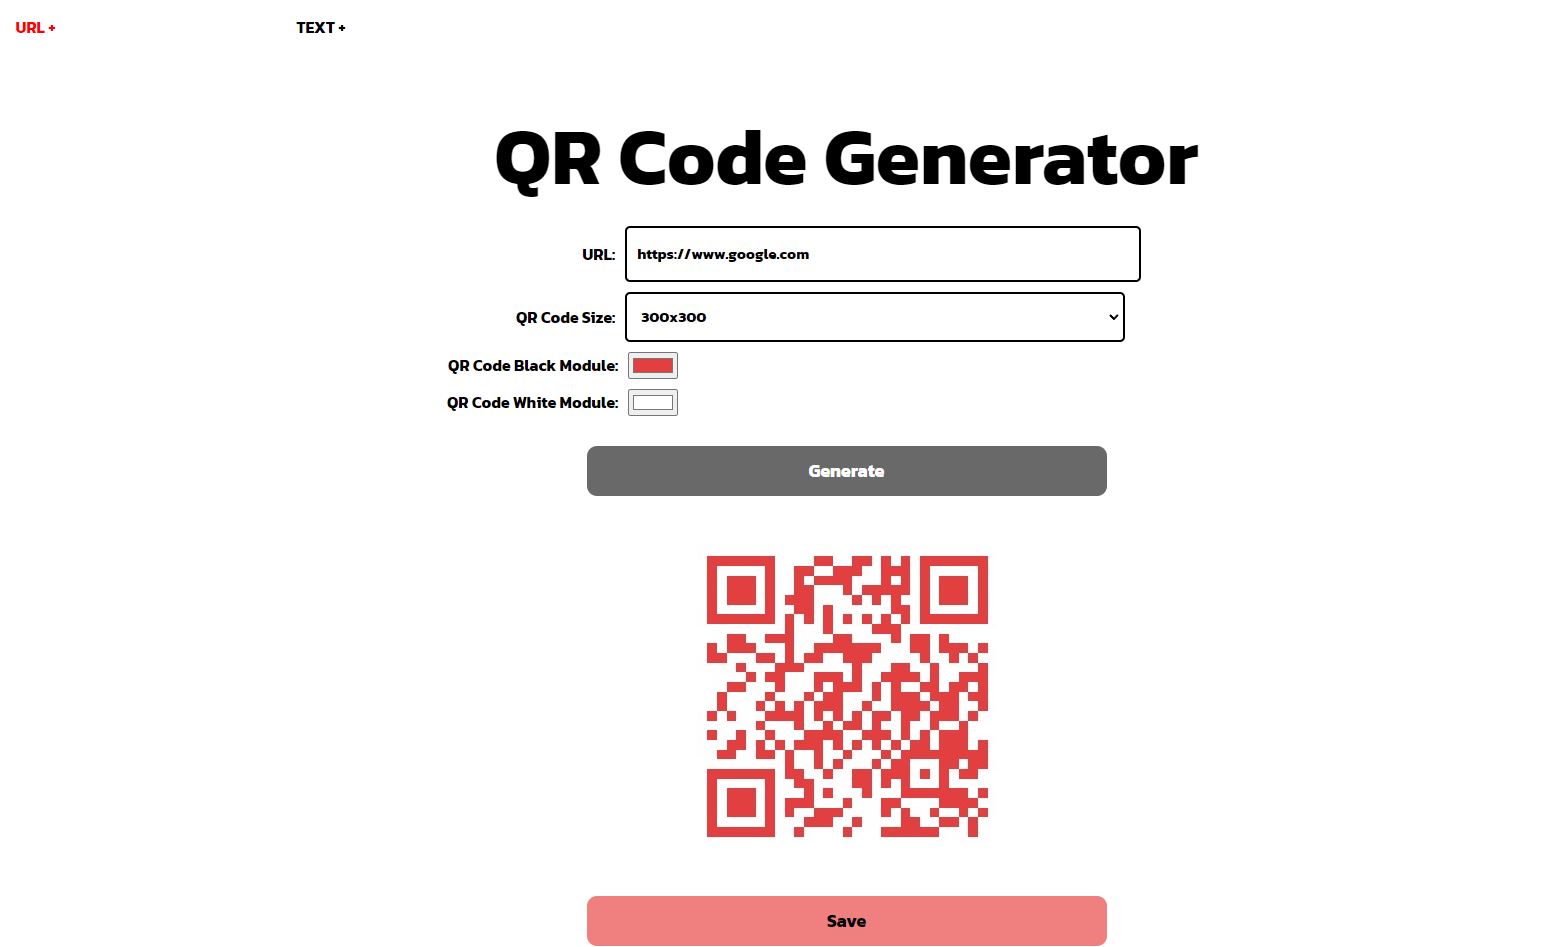 URL +
TEXT +
QR Code Generator
URL: https://www.google.com
QR Code Size: 300x300
QR Code Black Module:
QR Code White Module:
Generate
Save